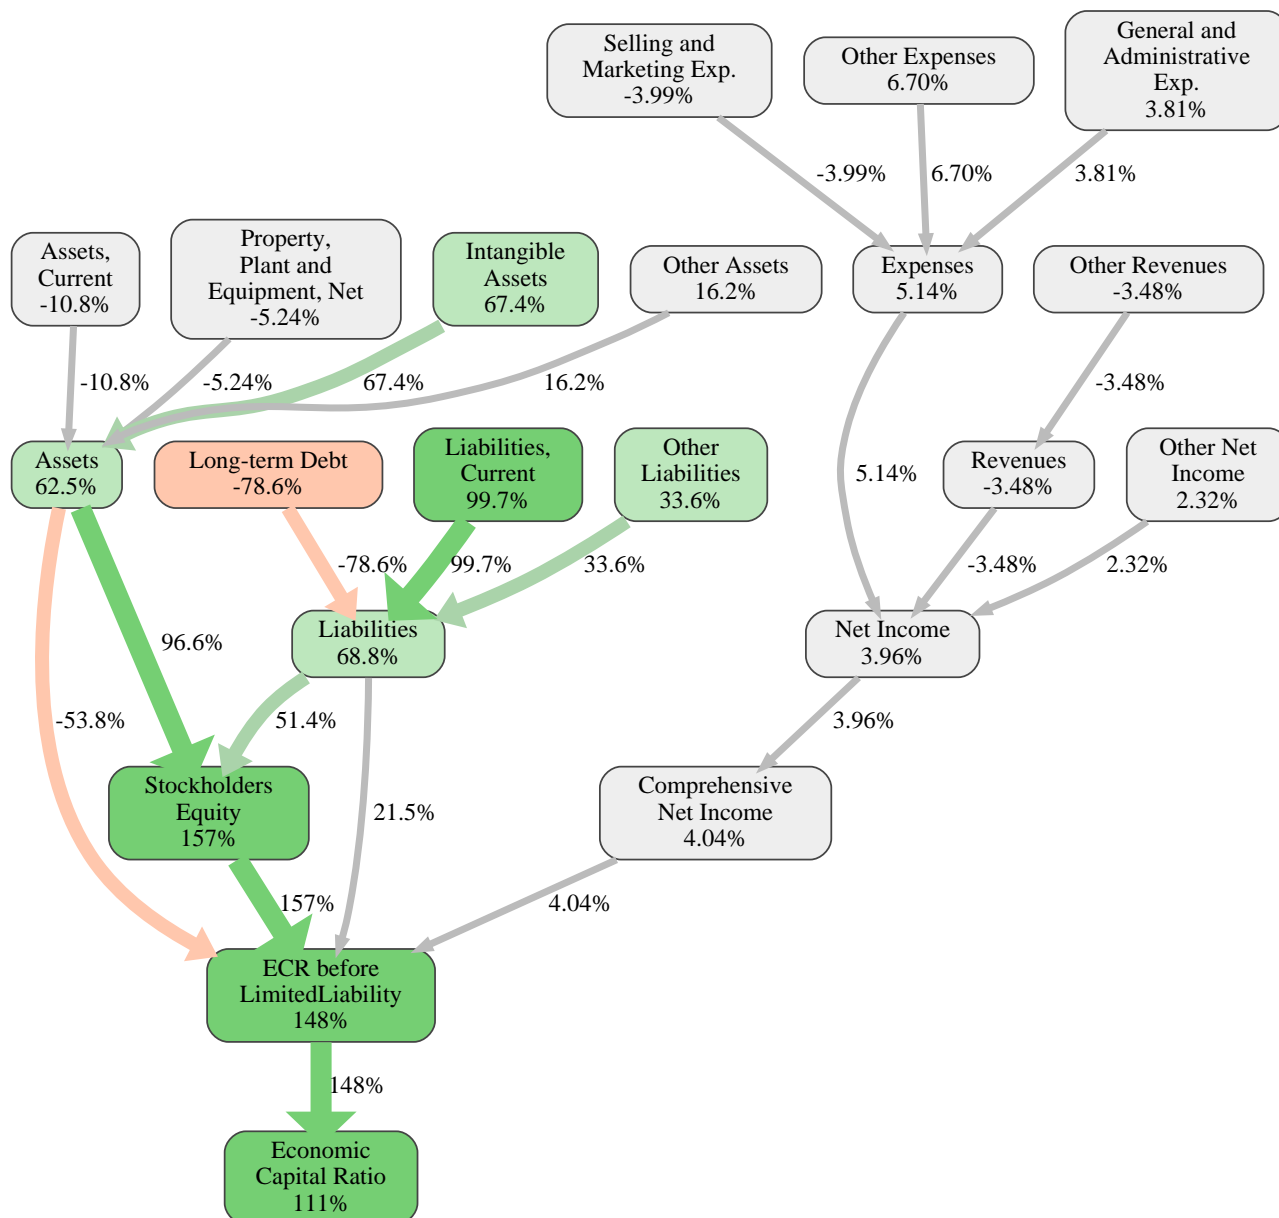 Selling and
Marketing Exp.
-3.99%
Other Expenses
6.70%
General and
Administrative
Exp.
3.81%
-3.99%
6.70%
3.81%
Assets,
Current
-10.8%
Property,
Plant and
Equipment, Net
-5.24%
Intangible
Assets
67.4%
Other Assets
16.2%
Expenses
5.14%
Other Revenues
-3.48%
-10.8%
-5.24%
67.4%
16.2%
-3.48%
Assets
62.5%
Long-term Debt
-78.6%
Liabilities,
Current
99.7%
Other
Liabilities
33.6%
5.14%
Revenues
-3.48%
Other Net
Income
2.32%
-78.6%
99.7%
33.6%
-3.48%
2.32%
96.6%
Liabilities
68.8%
Net Income
3.96%
-53.8%
51.4%
3.96%
Stockholders
Equity
157%
21.5%
Comprehensive
Net Income
4.04%
157%
4.04%
ECR before
LimitedLiability
148%
148%
Economic
Capital Ratio
111%